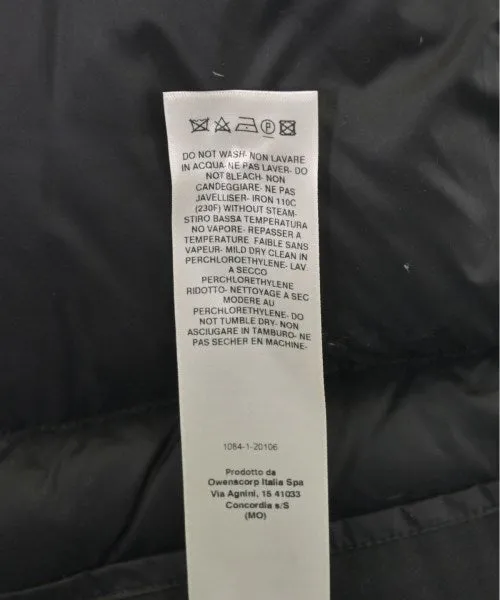 DO NOT WASH- NON LAVARE
IN ACQUA- NE PAS LAVER- DO
NOT BLEACH- NON
CANDEGGIARE- NE PAS
JAVELLISER- IRON 110C
(230F) WITHOUT STEAM-
STIRO BASSA TEMPERATURA
NO VAPORE- REPASSER A
TEMPERATURE FAIBLE SANS
VAPEUR- MILD DRY CLEAN IN
PERCHLOROETHYLENE- LAV.
A SECCO
PERCHLOROETHYLENE
RIDOTTO- NETTOYAGE A SEC
MODERE AU
PERCHLOROETHYLENE- DO
NOT TUMBLE DRY- NON
ASCIUGARE IN TAMBURO- NE
PAS SECHER EN MACHINE-
1084-1-20106
Prodotto da
Owenscorp Italia Spa
Via Agnini, 15 41033
Concordia s/S
(MO)